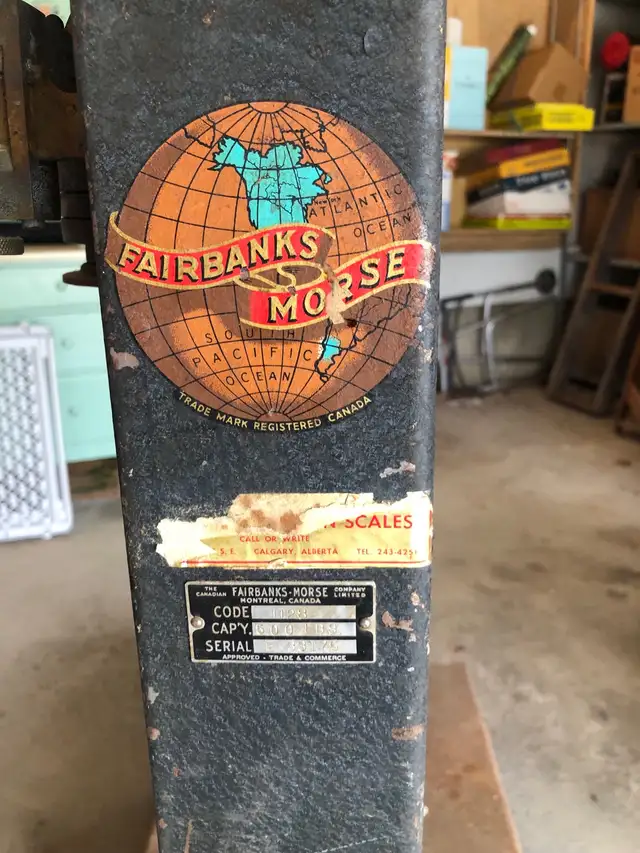 ATLANTIC
OCEAN
FAIRBANKS
MORSE
SOUTH
PACIFIC
OCEAN
TRADE MARK REGISTERED CANADA
N SCALES
CALL OR WRITE
S. E. CALGARY, ALBERTA TEL. 243-425
THE CANADIAN FAIRBANKS-MORSE COMPANY LIMITED
MONTREAL, CANADA
CODE
CAP'Y.
SERIAL
APPROVED - TRADE & COMMERCE